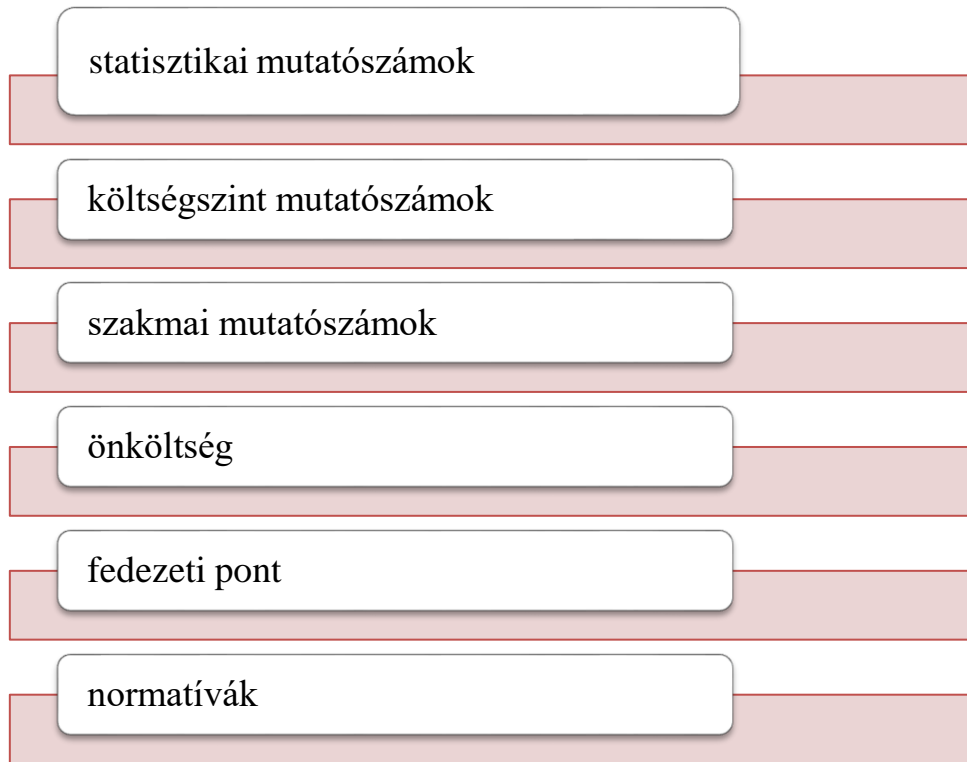 statisztikai mutatószámok
költségszint mutatószámok
szakmai mutatószámok
önköltség
fedezeti pont
normatívák